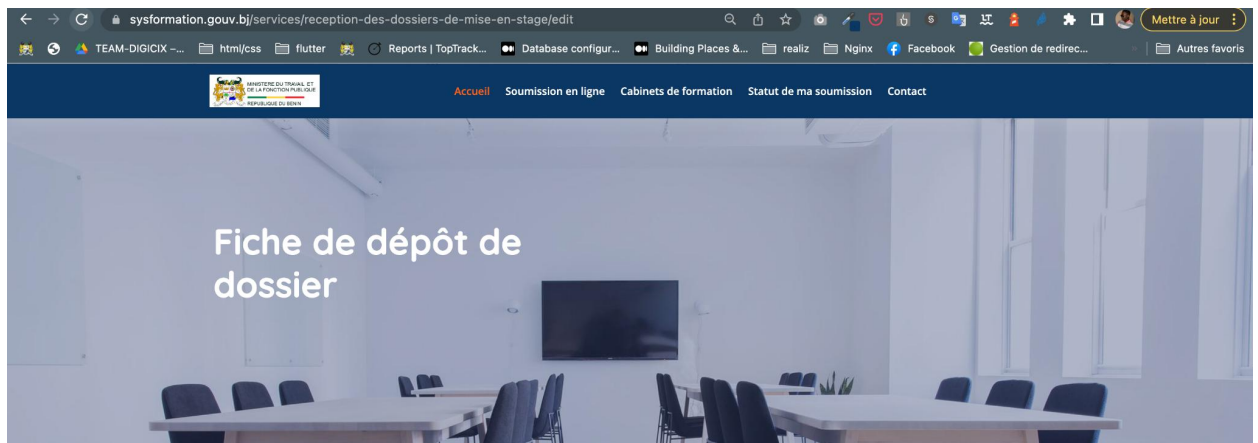 sysformation.gouv.bj/services/reception-des-dossiers-de-mise-en-stage/edit
Mettre à jour
TEAM-DIGICIX –...
html/css
flutter
Reports | TopTrack...
Database configur...
Building Places &...
realiz
Nginx
Facebook
Gestion de redirec...
Autres favoris
MINISTERE DU TRAVAIL ET
DE LA FONCTION PUBLIQUE
REPUBLIQUE DU BENIN
Accueil
Soumission en ligne
Cabinets de formation
Statut de ma soumission
Contact
Fiche de dépôt de
dossier